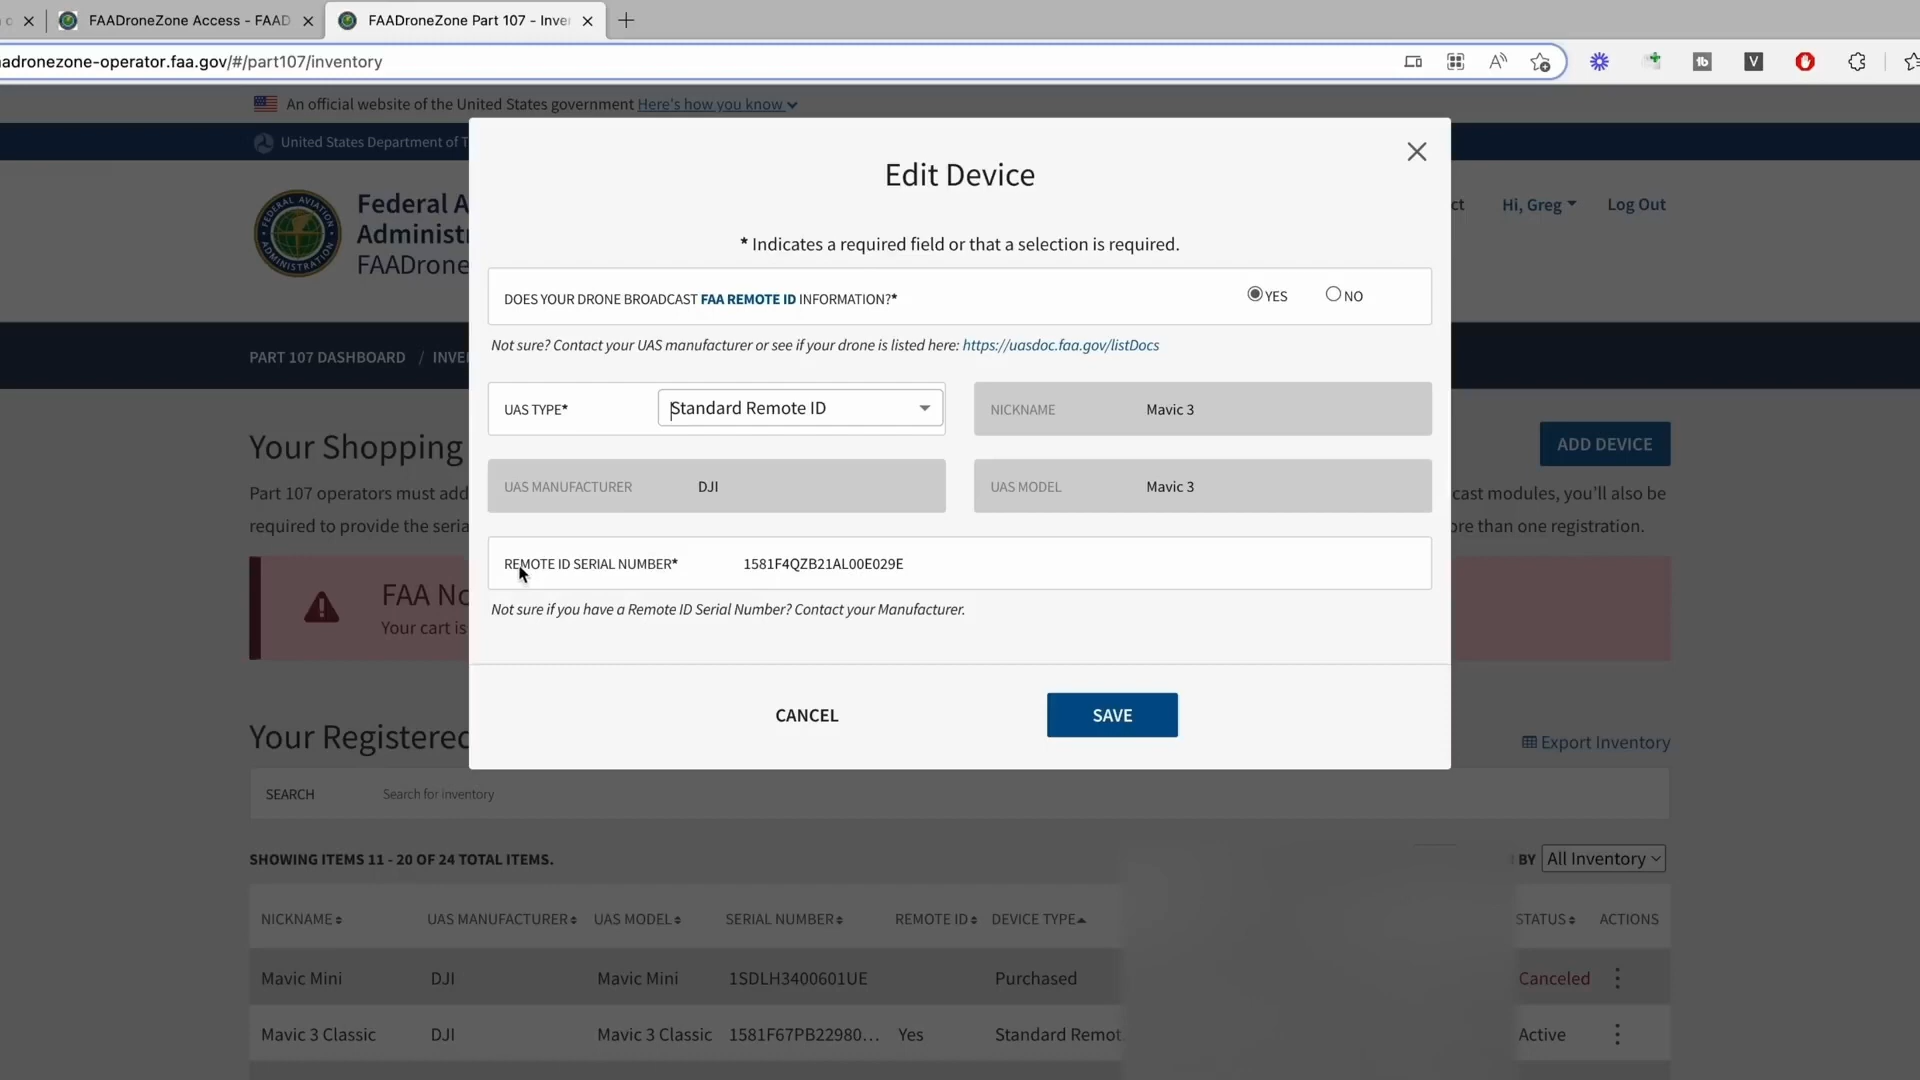 FAADroneZone Access - FAAD
FAADroneZone Part 107 - Inve
adronezone-operator.faa.gov/#/part107/inventory
An official website of the United States government Here's how you know
United States Department of T
Edit Device
Federal A
Administr
FAADrone
ct
Hi, Greg
Log Out
* Indicates a required field or that a selection is required.
DOES YOUR DRONE BROADCAST FAA REMOTE ID INFORMATION?*
YES
NO
Not sure? Contact your UAS manufacturer or see if your drone is listed here: https://uasdoc.faa.gov/listDocs
PART 107 DASHBOARD / INVE
UAS TYPE*
Standard Remote ID
NICKNAME
Mavic 3
Your Shopping
ADD DEVICE
UAS MANUFACTURER
DJI
UAS MODEL
Mavic 3
Part 107 operators must add
cast modules, you'll also be
required to provide the seria
ore than one registration.
REMOTE ID SERIAL NUMBER*
1581F4QZB21AL00E029E
Not sure if you have a Remote ID Serial Number? Contact your Manufacturer.
FAA No
Your cart is
CANCEL
SAVE
Your Registered
Export Inventory
SEARCH
Search for inventory
SHOWING ITEMS 11 - 20 OF 24 TOTAL ITEMS.
BY
All Inventory
NICKNAME
UAS MANUFACTURER
UAS MODEL
SERIAL NUMBER
REMOTE ID
DEVICE TYPE
STATUS
ACTIONS
Mavic Mini
DJI
Mavic Mini
1SDLH3400601UE
Purchased
Canceled
Mavic 3 Classic
DJI
Mavic 3 Classic
1581F67PB22980...
Yes
Standard Remot
Active